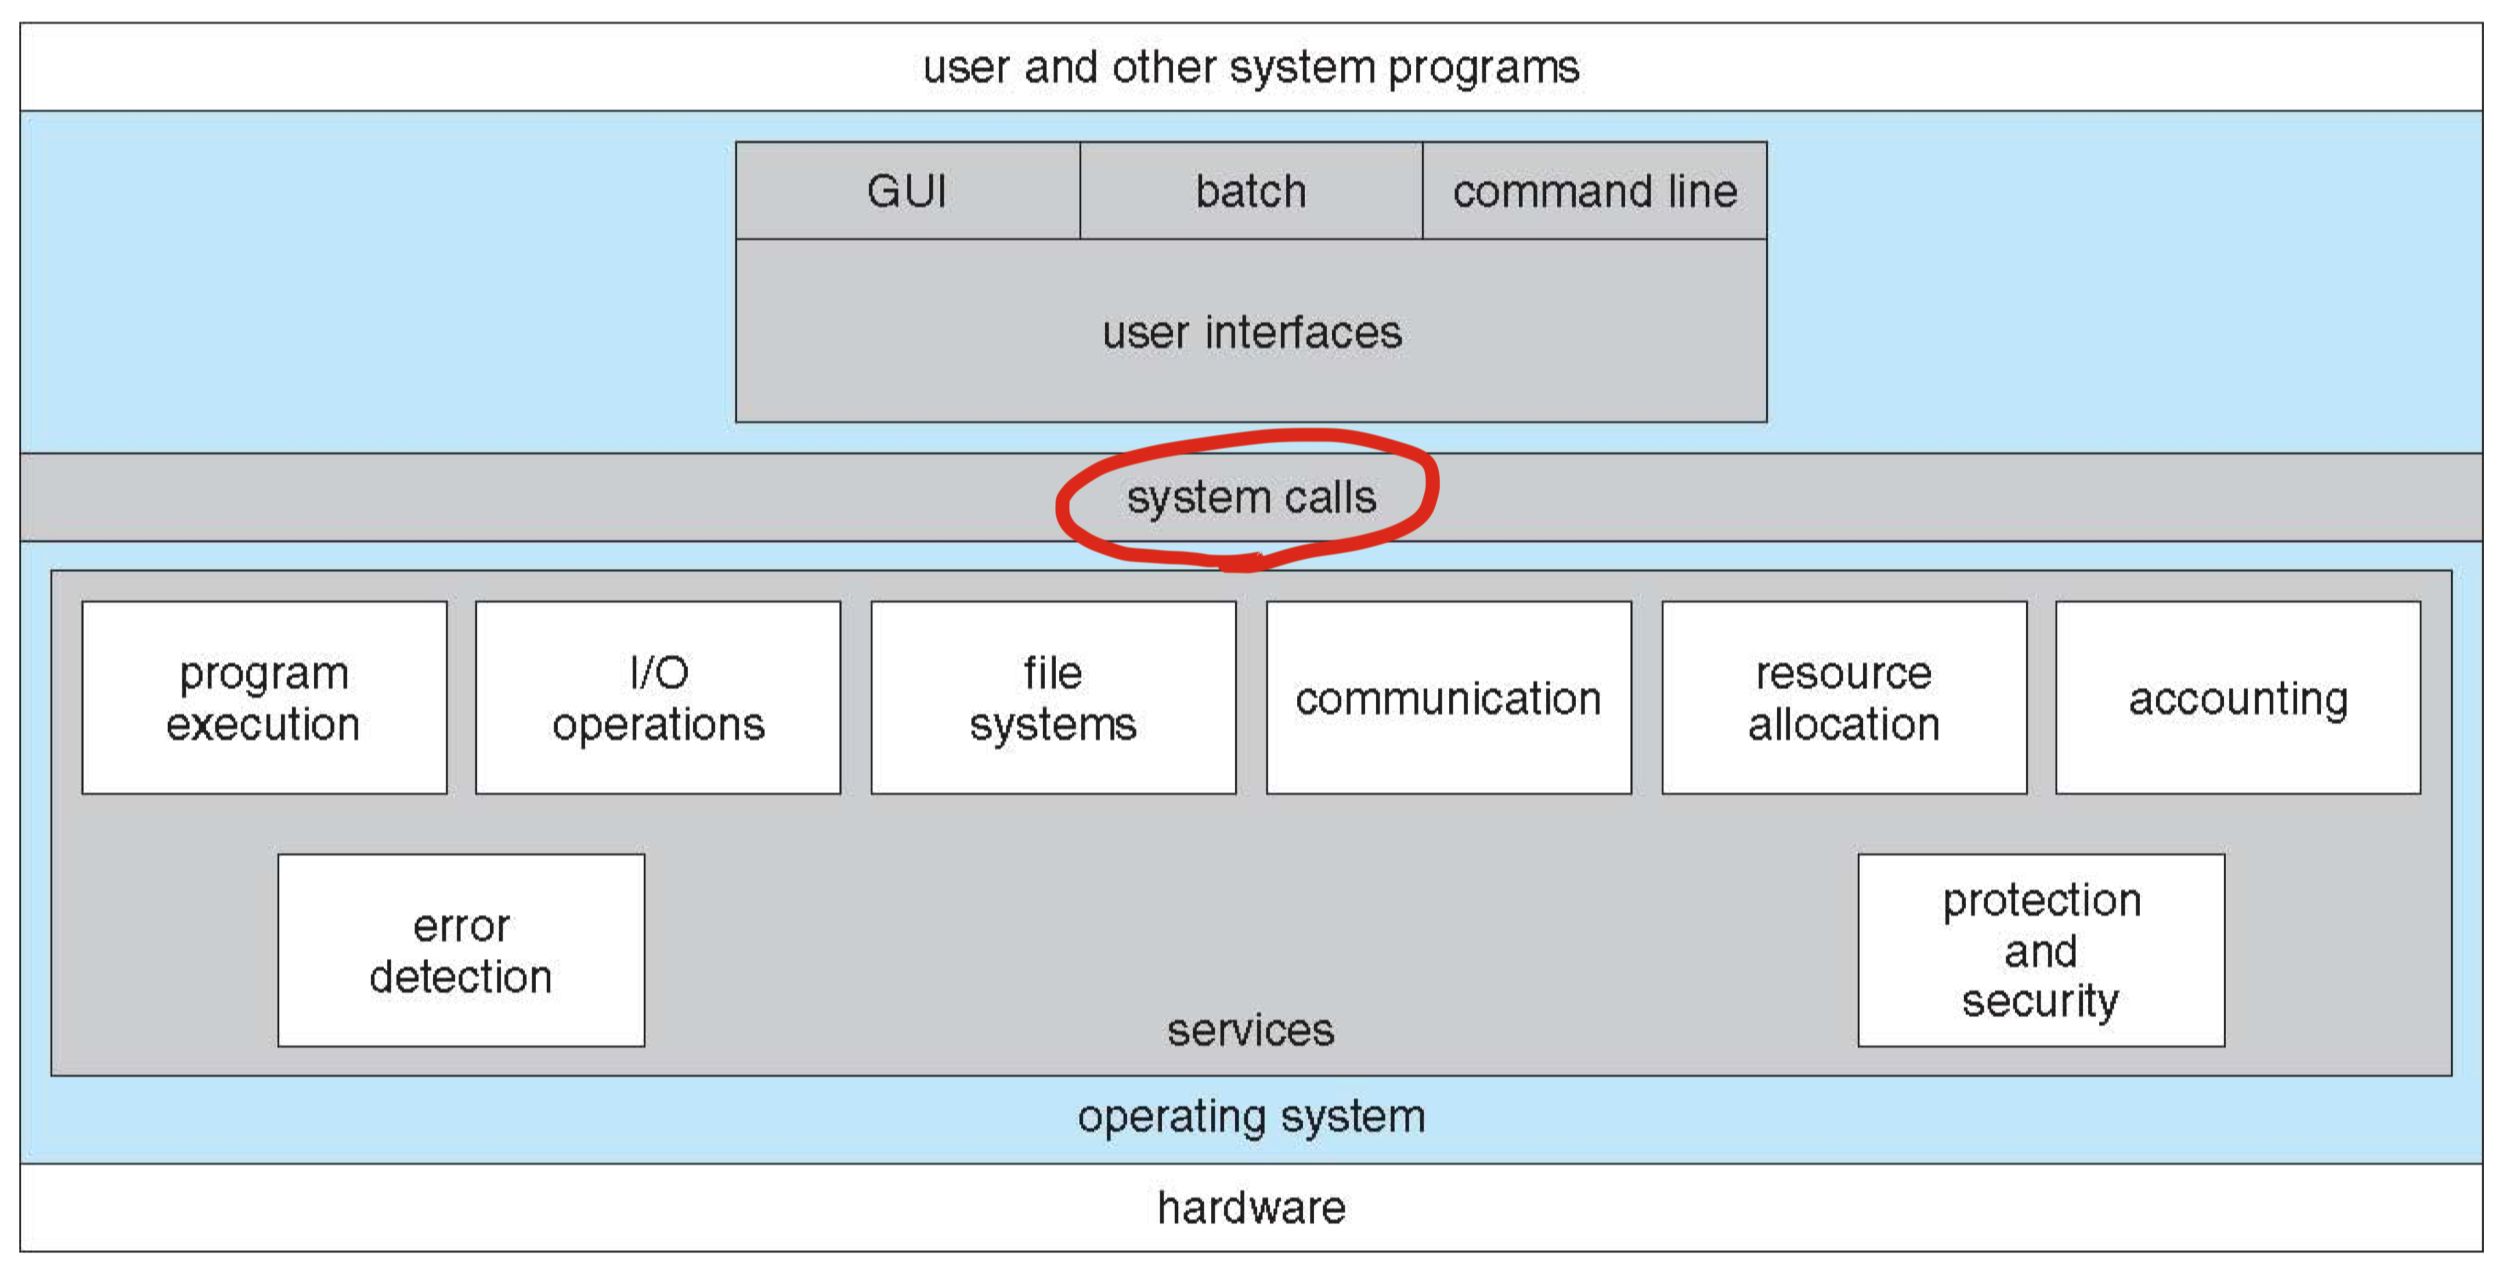 user and other system programs
GUI
batch
command line
user interfaces
system calls
program
execution
I/O
operations
file
systems
communication
resource
allocation
accounting
error
detection
protection
and
security
services
operating system
hardware